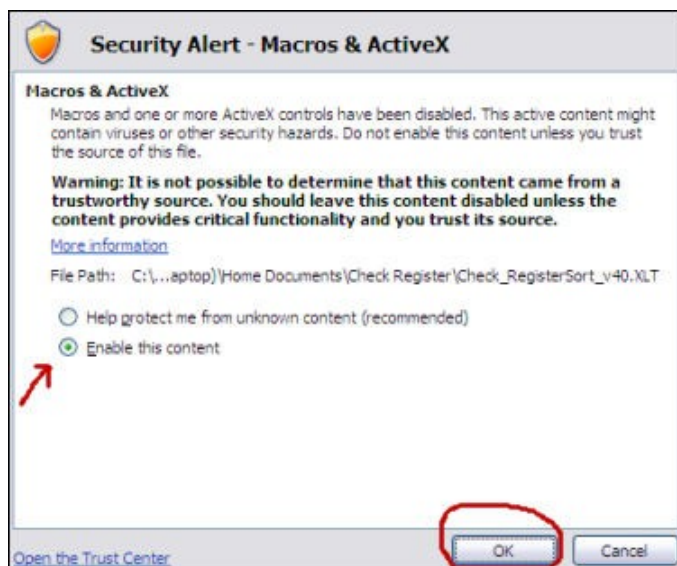 Security Alert - Macros & ActiveX
Macros & ActiveX
Macros and one or more ActiveX controls have been disabled. This active content might
contain viruses or other security hazards. Do not enable this content unless you trust
the source of this file.
Warning: It is not possible to determine that this content came from a
trustworthy source. You should leave this content disabled unless the
content provides critical functionality and you trust its source.
More information
File Path: C:\...aptop)\Home Documents\Check Register\Check_RegisterSort_v40.XLT
Help protect me from unknown content (recommended)
Enable this content
Open the Trust Center
OK
Cancel